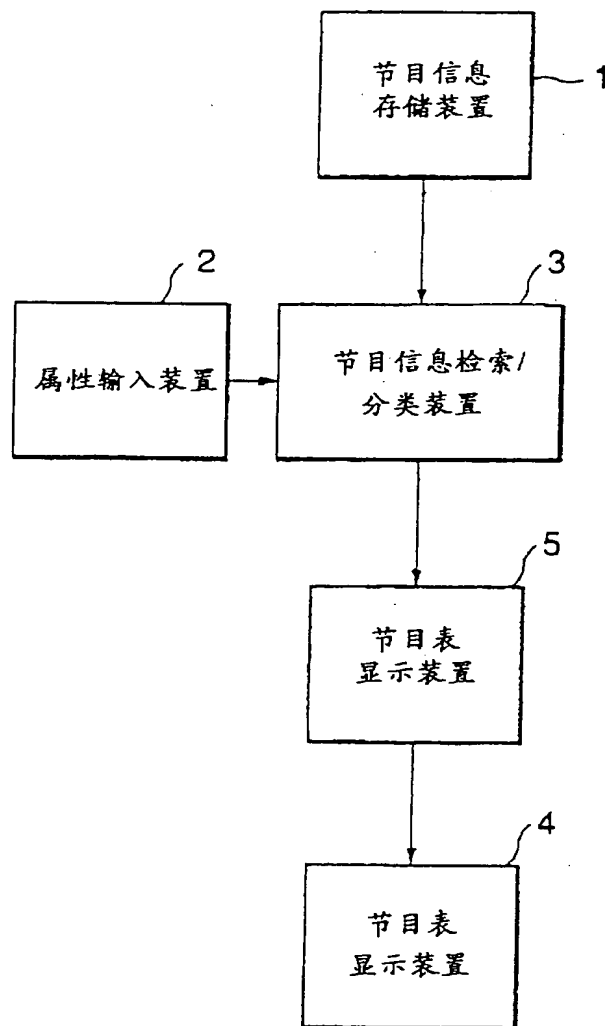 节目信息
存储装置
1
2
属性输入装置
3
节目信息检索/
分类装置
5
节目表
显示装置
4
节目表
显示装置